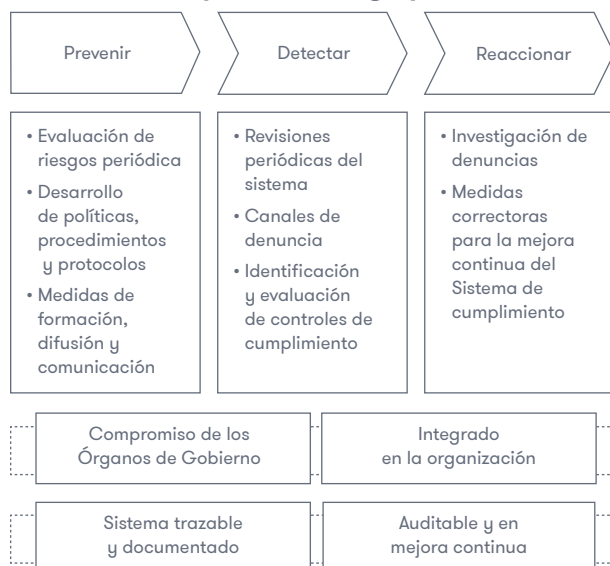 Prevenir
Detectar
Reaccionar
• Evaluación de
riesgos periódica
• Desarrollo
de políticas,
procedimientos
y protocolos
• Medidas de
formación,
difusión y
comunicación
• Revisiones
periódicas del
sistema
• Canales de
denuncia
• Identificación
y evaluación
de controles de
cumplimiento
• Investigación de
denuncias
• Medidas
correctoras
para la mejora
continua del
Sistema de
cumplimiento
Compromiso de los
Órganos de Gobierno
Integrado
en la organización
Sistema trazable
y documentado
Auditable y en
mejora continua